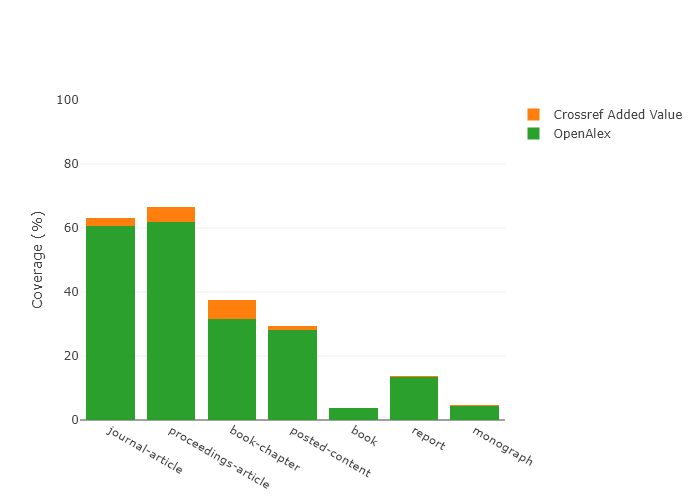 100
80
60
40
20
0
Coverage (%)
journal-article
proceedings-article
book-chapter
posted-content
book
report
monograph
Crossref Added Value
OpenAlex